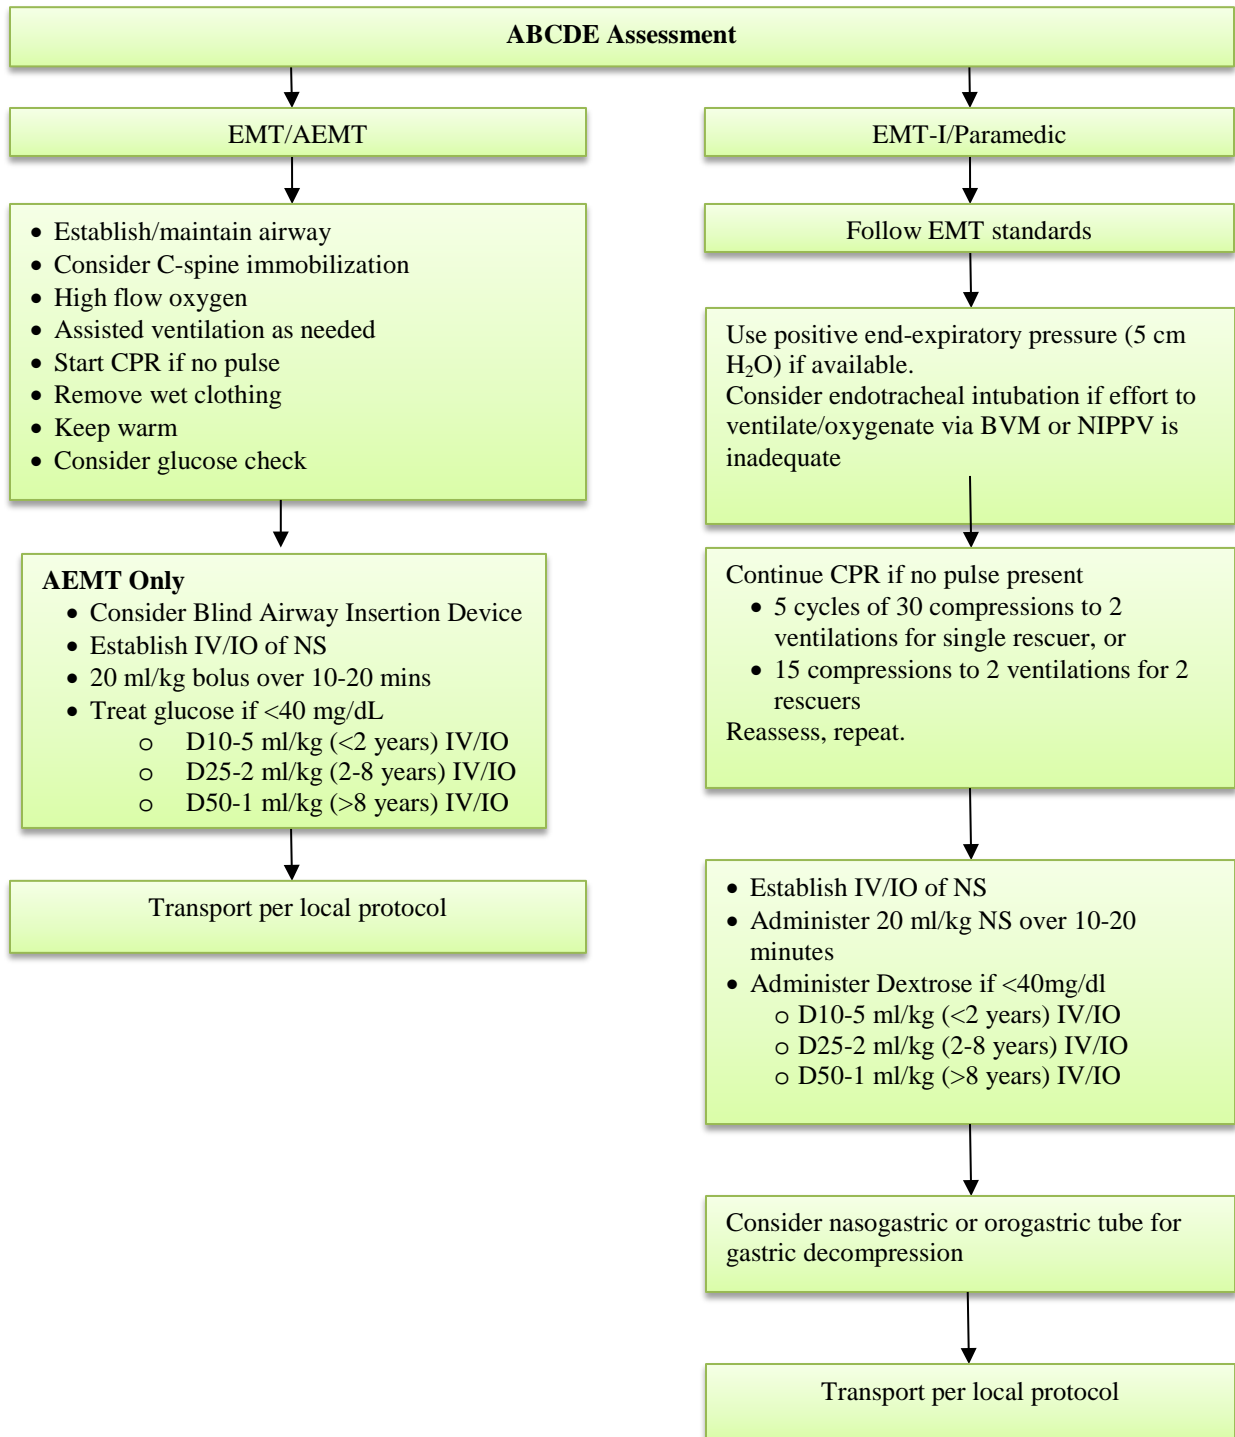 ABCDE Assessment
EMT/AEMT
• Establish/maintain airway
• Consider C-spine immobilization
• High flow oxygen
• Assisted ventilation as needed
• Start CPR if no pulse
• Remove wet clothing
• Keep warm
• Consider glucose check
AEMT Only
• Consider Blind Airway Insertion Device
• Establish IV/IO of NS
• 20 ml/kg bolus over 10-20 mins
• Treat glucose if <40 mg/dL
o D10-5 ml/kg (<2 years) IV/IO
o D25-2 ml/kg (2-8 years) IV/IO
o D50-1 ml/kg (>8 years) IV/IO
Transport per local protocol
EMT-I/Paramedic
Follow EMT standards
Use positive end-expiratory pressure (5 cm
H₂O) if available.
Consider endotracheal intubation if effort to
ventilate/oxygenate via BVM or NIPPV is
inadequate
Continue CPR if no pulse present
• 5 cycles of 30 compressions to 2
ventilations for single rescuer, or
• 15 compressions to 2 ventilations for 2
rescuers
Reassess, repeat.
• Establish IV/IO of NS
• Administer 20 ml/kg NS over 10-20
minutes
• Administer Dextrose if <40mg/dl
o D10-5 ml/kg (<2 years) IV/IO
o D25-2 ml/kg (2-8 years) IV/IO
o D50-1 ml/kg (>8 years) IV/IO
Consider nasogastric or orogastric tube for
gastric decompression
Transport per local protocol